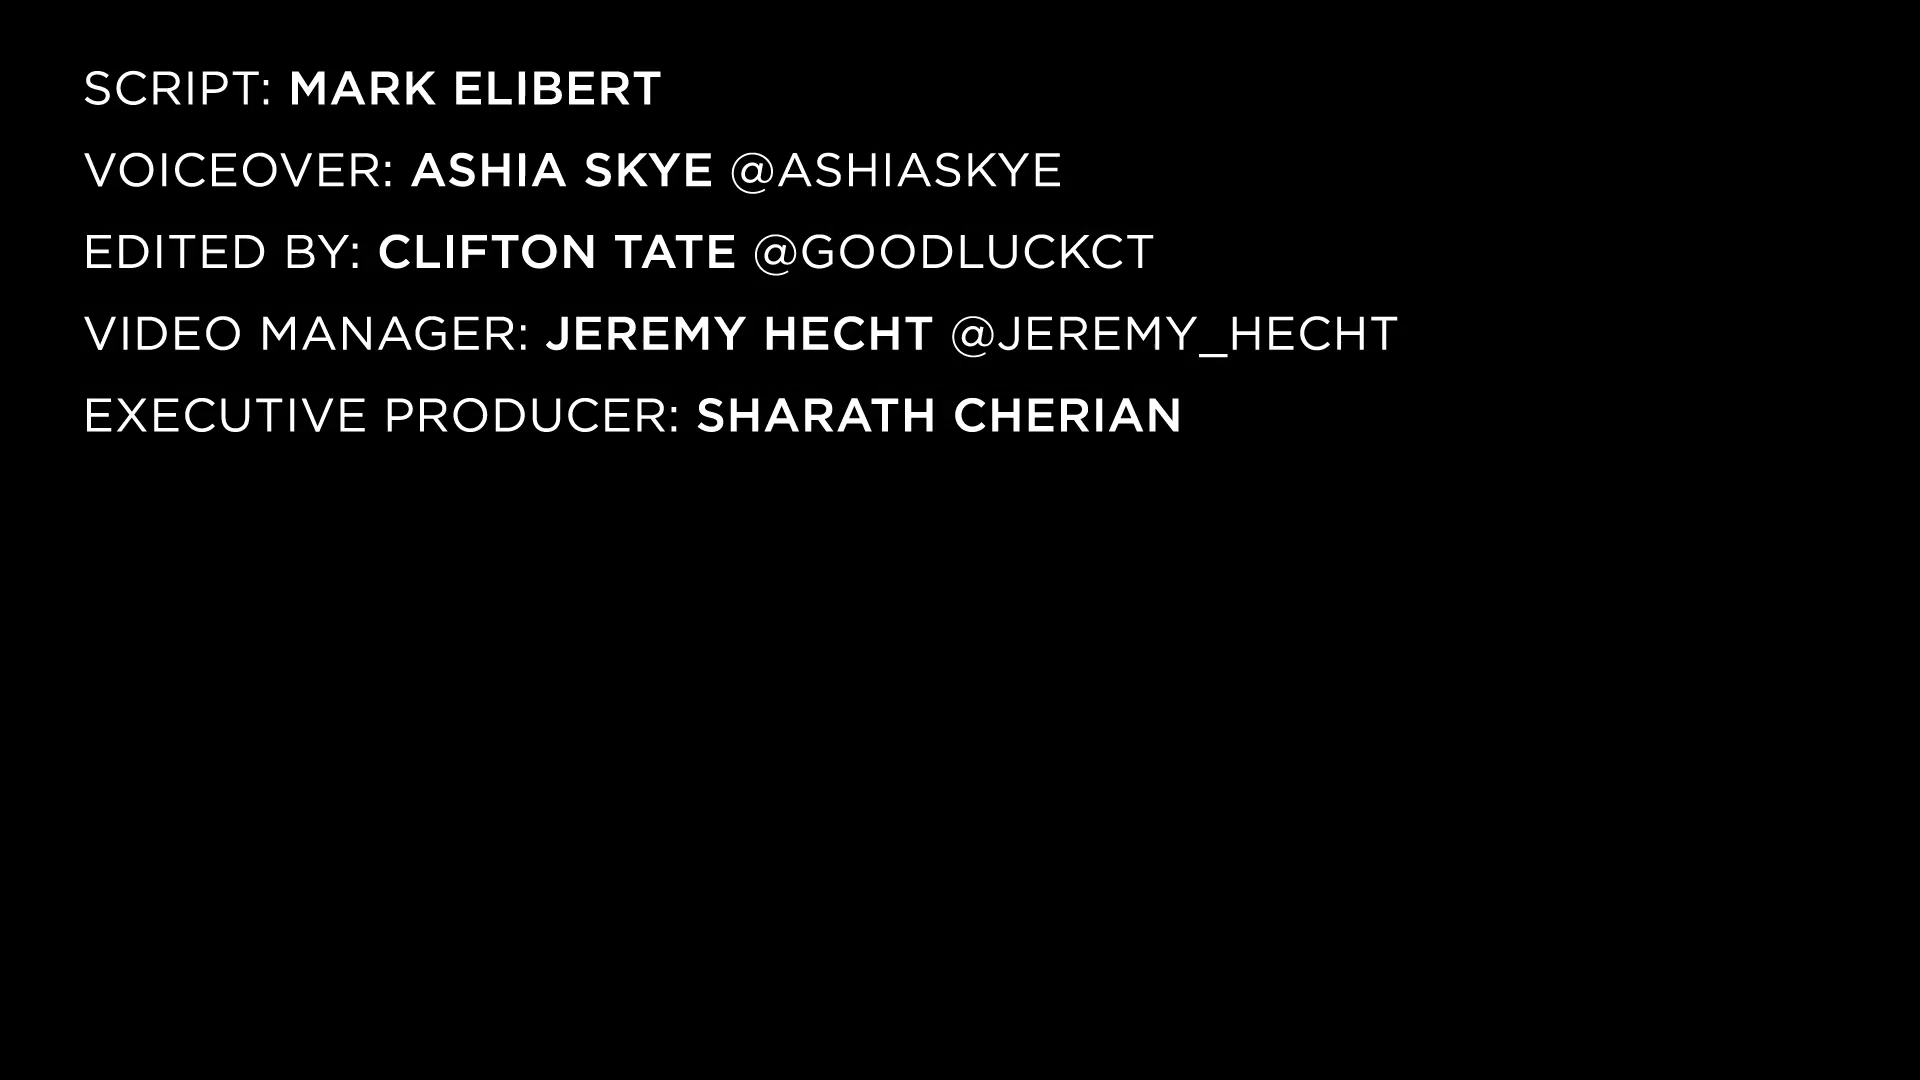 SCRIPT: MARK ELIBERT
VOICEOVER: ASHIA SKYE @ASHIASKYE
EDITED BY: CLIFTON TATE @GOODLUCKCT
VIDEO MANAGER: JEREMY HECHT @JEREMY_HECHT
EXECUTIVE PRODUCER: SHARATH CHERIAN